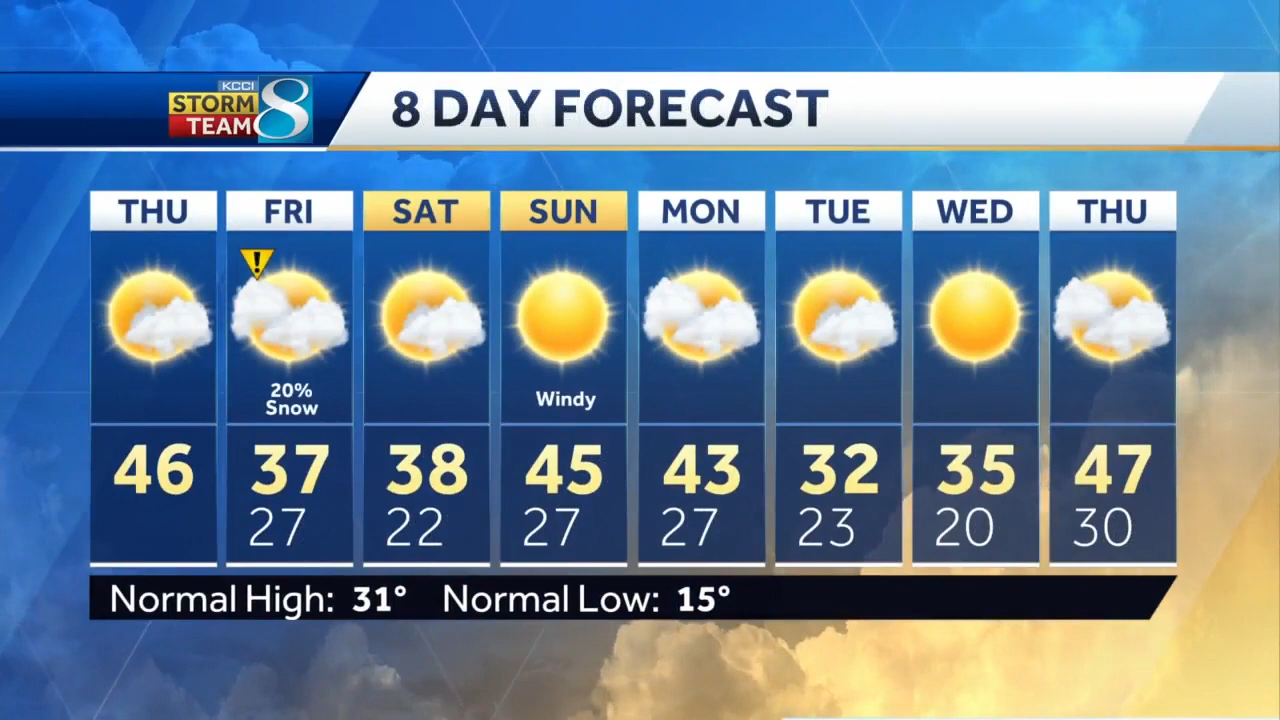 KCCI
STORM
TEAM 8
8 DAY FORECAST
THU FRI SAT SUN MON TUE WED THU
!
20%
Snow
Windy
46 37 38 45 43 32 35 47
27 22 27 27 23 20 30
Normal High: 31° Normal Low: 15°